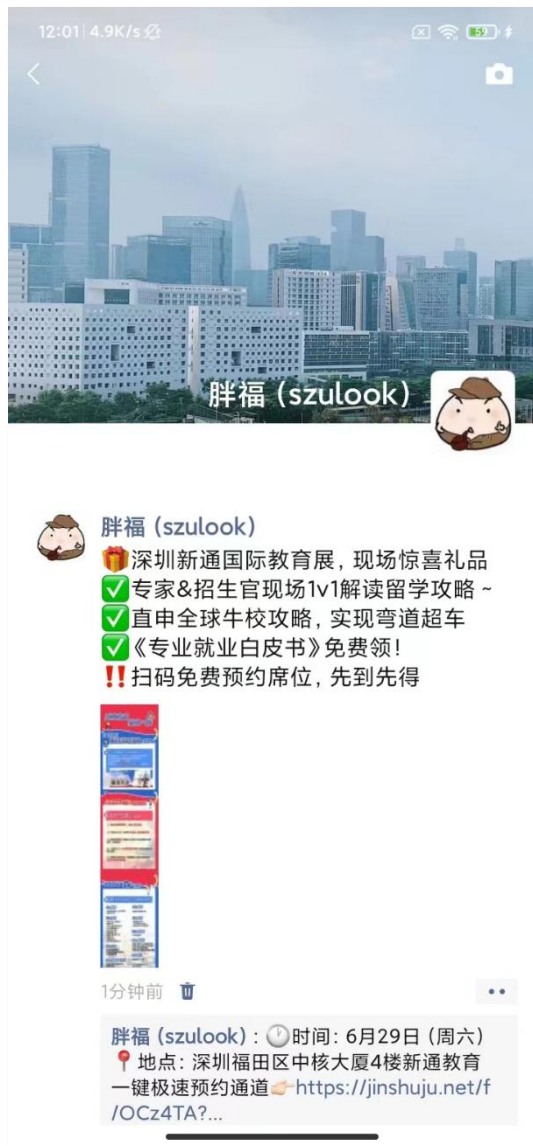 12:01 4.9K/s
59
胖福 (szulook)
胖福 (szulook)
🎁深圳新通国际教育展, 现场惊喜礼品
✅专家&招生官现场1v1解读留学攻略 ~
✅直申全球牛校攻略, 实现弯道超车
✅《专业就业白皮书》免费领!
‼️扫码免费预约席位, 先到先得
1分钟前
胖福 (szulook) : 🕐时间: 6月29日 (周六)
📍地点: 深圳福田区中核大厦4楼新通教育
一键极速预约通道👉🏻https://jinshuju.net/f
/OCz4TA?...